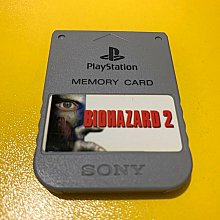 PlayStation
MEMORY CARD
BIOHAZARD 2
SONY